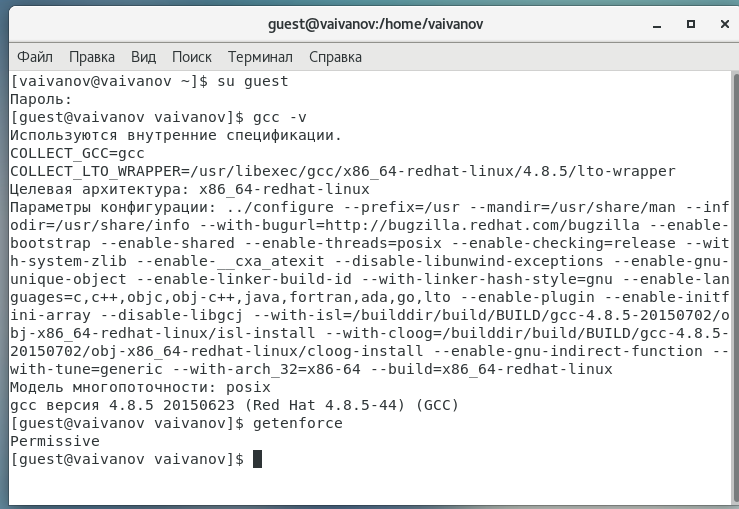 guest@vaivanov:/home/vaivanov
Файл Правка Вид Поиск Терминал Справка
[vaivanov@vaivanov ~]$ su guest
Пароль:
[guest@vaivanov vaivanov]$ gcc -v
Используются внутренние спецификации.
COLLECT_GCC=gcc
COLLECT_LTO_WRAPPER=/usr/libexec/gcc/x86_64-redhat-linux/4.8.5/lto-wrapper
Целевая архитектура: x86_64-redhat-linux
Параметры конфигурации: ../configure --prefix=/usr --mandir=/usr/share/man --inf
odir=/usr/share/info --with-bugurl=http://bugzilla.redhat.com/bugzilla --enable-
bootstrap --enable-shared --enable-threads=posix --enable-checking=release --wit
h-system-zlib --enable-__cxa_atexit --disable-libunwind-exceptions --enable-gnu-
unique-object --enable-linker-build-id --with-linker-hash-style=gnu --enable-lan
guages=c,c++,objc,obj-c++,java,fortran,ada,go,lto --enable-plugin --enable-initf
ini-array --disable-libgcj --with-isl=/builddir/build/BUILD/gcc-4.8.5-20150702/o
bj-x86_64-redhat-linux/isl-install --with-cloog=/builddir/build/BUILD/gcc-4.8.5-
20150702/obj-x86_64-redhat-linux/cloog-install --enable-gnu-indirect-function --
with-tune=generic --with-arch_32=x86-64 --build=x86_64-redhat-linux
Модель многопоточности: posix
gcc версия 4.8.5 20150623 (Red Hat 4.8.5-44) (GCC)
[guest@vaivanov vaivanov]$ getenforce
Permissive
[guest@vaivanov vaivanov]$